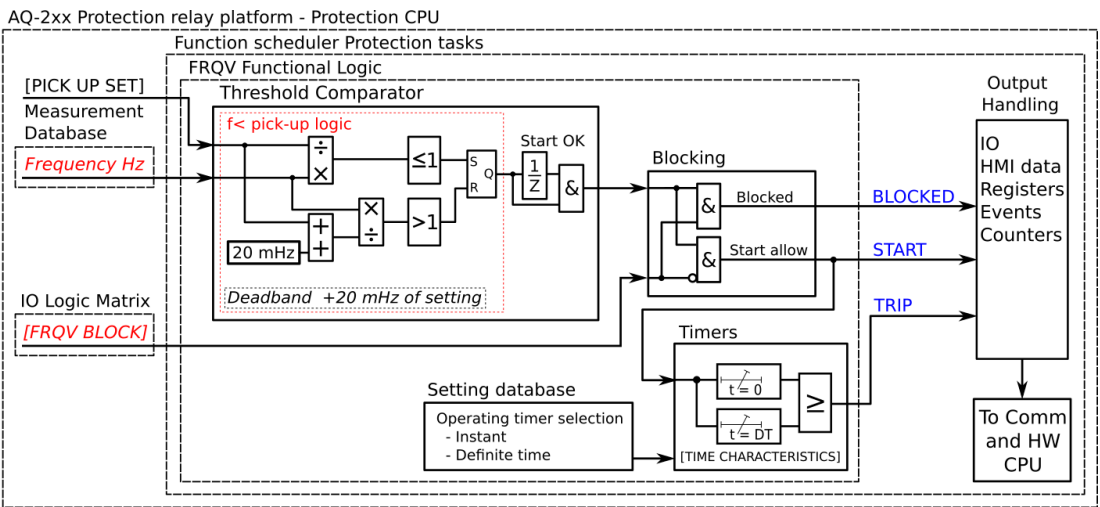 AQ-2xx Protection relay platform - Protection CPU
Function scheduler Protection tasks
FRQV Functional Logic
[PICK UP SET]
Measurement
Database
Frequency Hz
Threshold Comparator
f< pick-up logic
÷
×
≤1
S
R
Q
Start OK
1
Z
&
×
÷
>1
+
+
20 mHz
Deadband +20 mHz of setting
IO Logic Matrix
[FRQV BLOCK]
Blocking
&
Blocked
&
Start allow
BLOCKED
START
TRIP
Output
Handling
IO
HMI data
Registers
Events
Counters
Timers
t = 0
t = DT
≥
[TIME CHARACTERISTICS]
Setting database
Operating timer selection
- Instant
- Definite time
To Comm
and HW
CPU